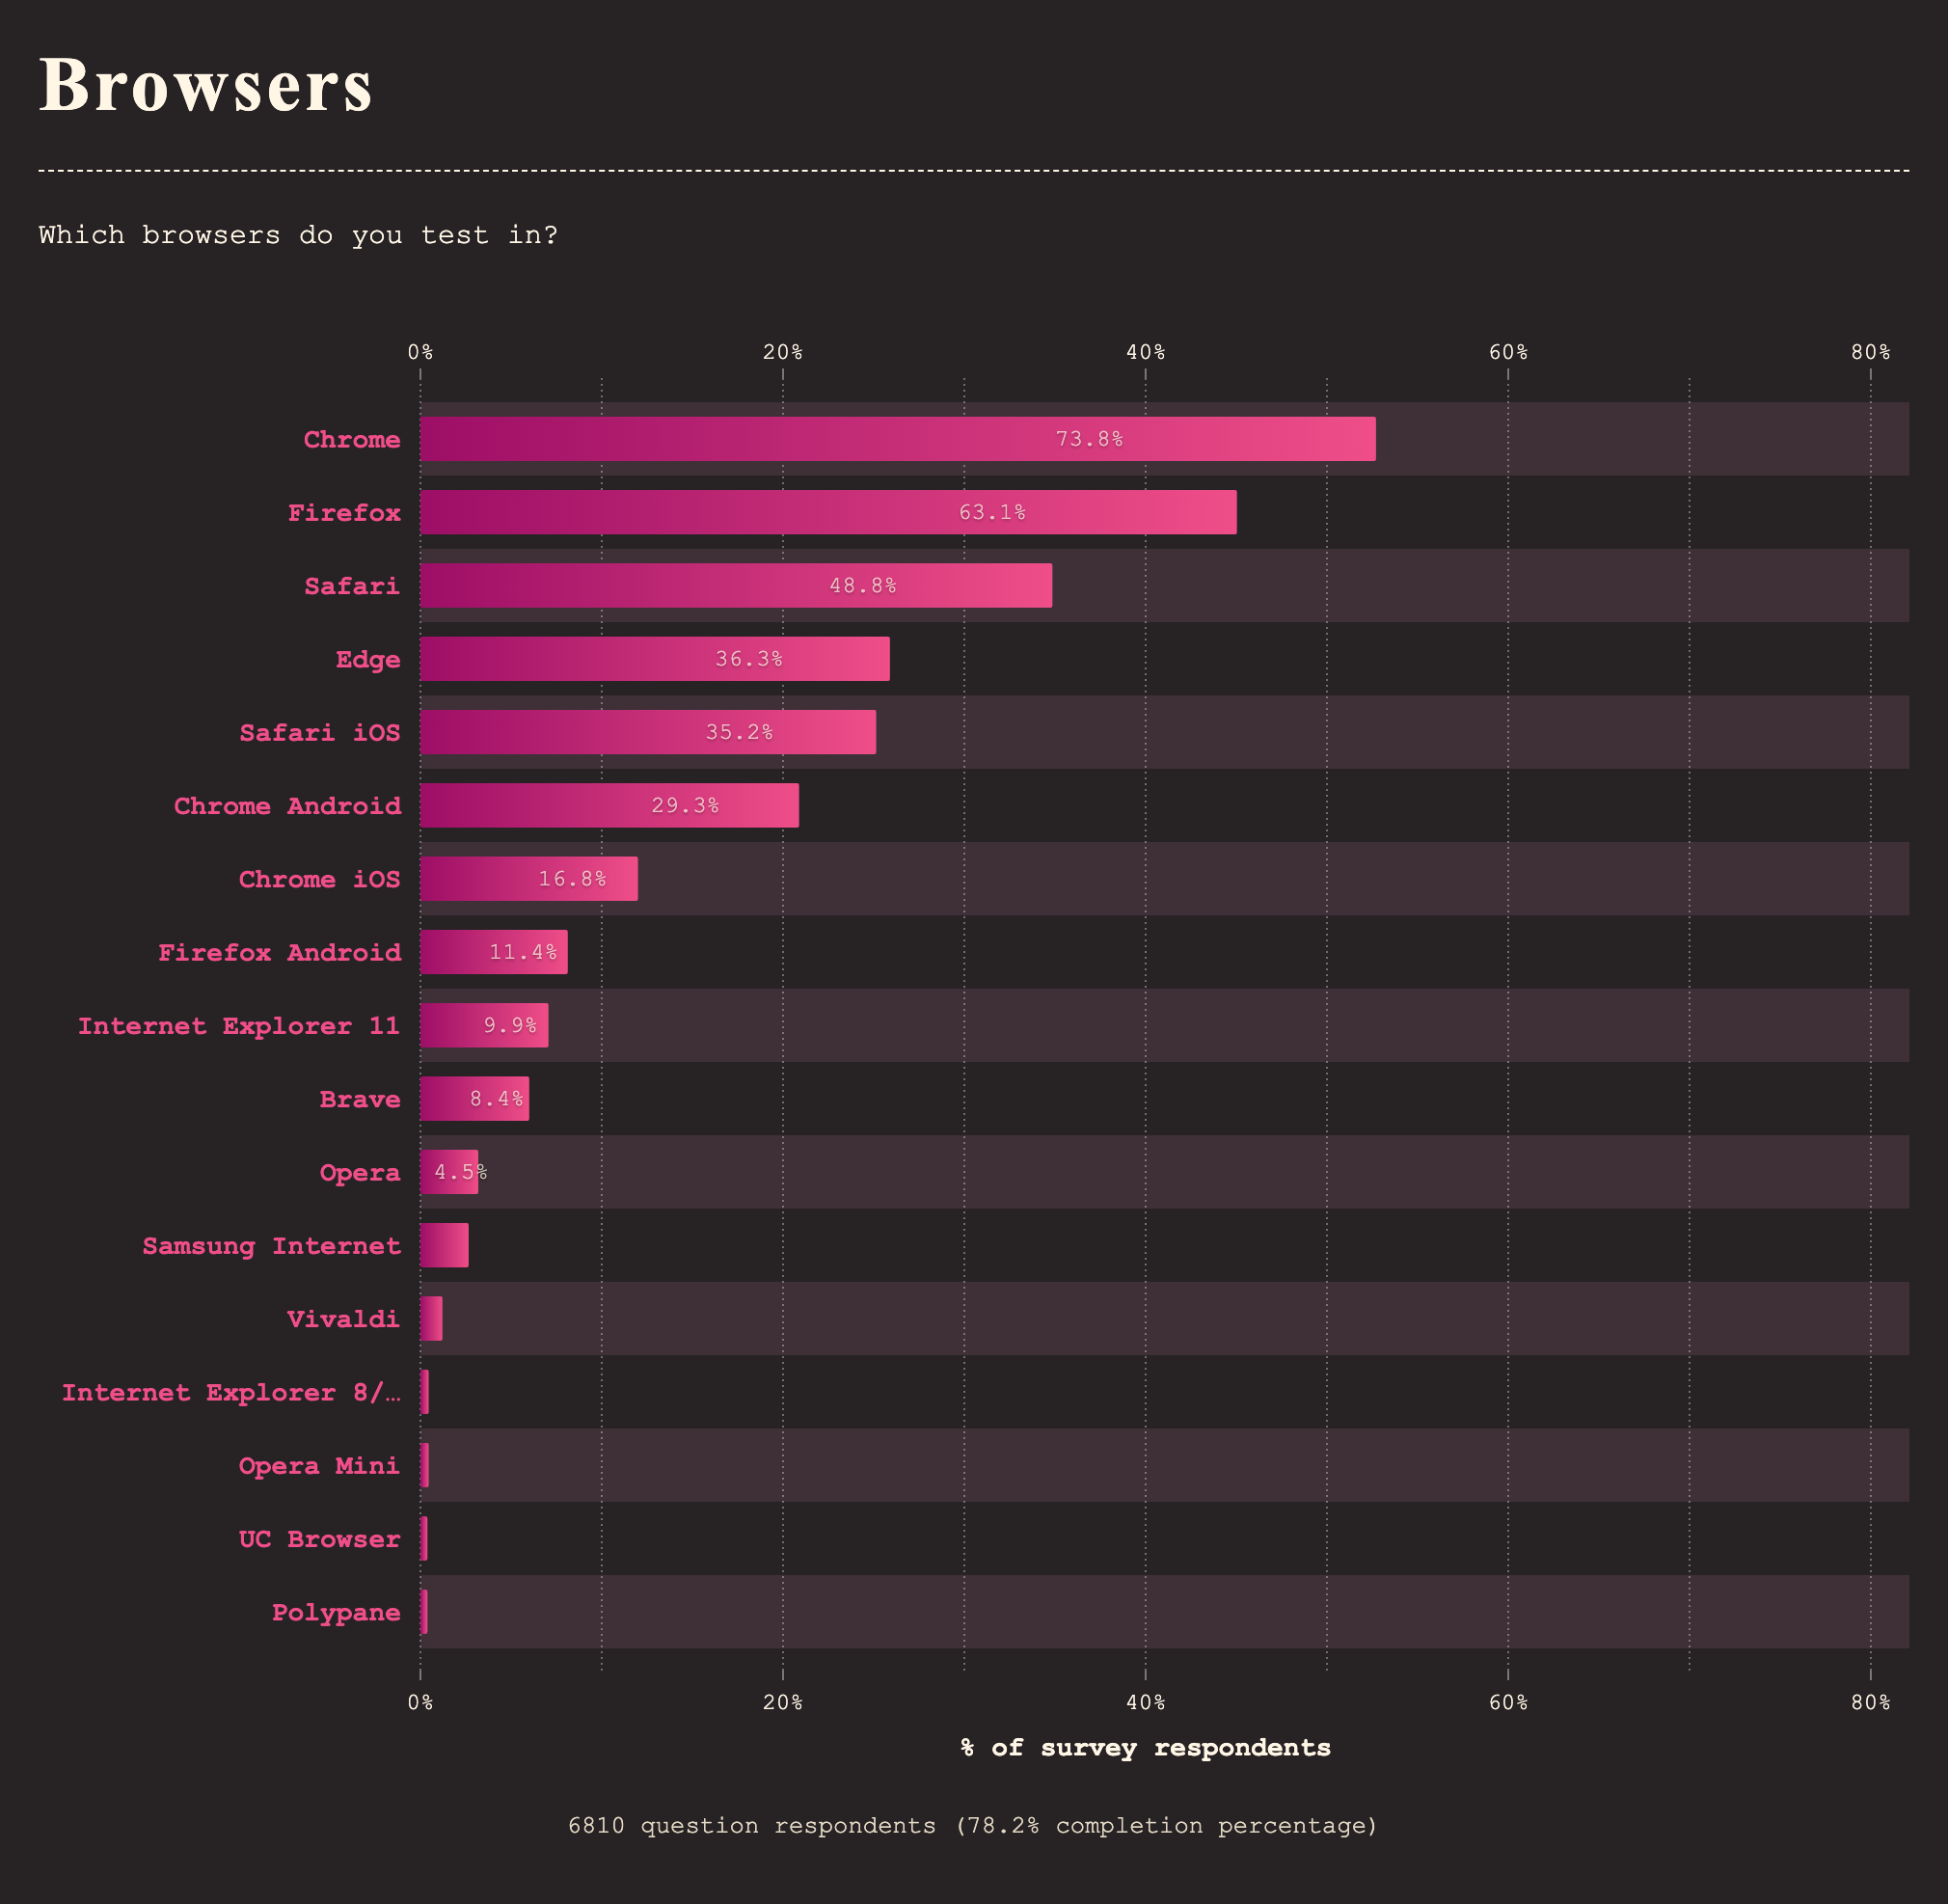 Browsers
Which browsers do you test in?
0% 20% 40% 60% 80%
Chrome 73.8%
Firefox 63.1%
Safari 48.8%
Edge 36.3%
Safari iOS 35.2%
Chrome Android 29.3%
Chrome iOS 16.8%
Firefox Android 11.4%
Internet Explorer 11 9.9%
Brave 8.4%
Opera 4.5%
Samsung Internet
Vivaldi
Internet Explorer 8/…
Opera Mini
UC Browser
Polypane
0% 20% 40% 60% 80%
% of survey respondents
6810 question respondents (78.2% completion percentage)